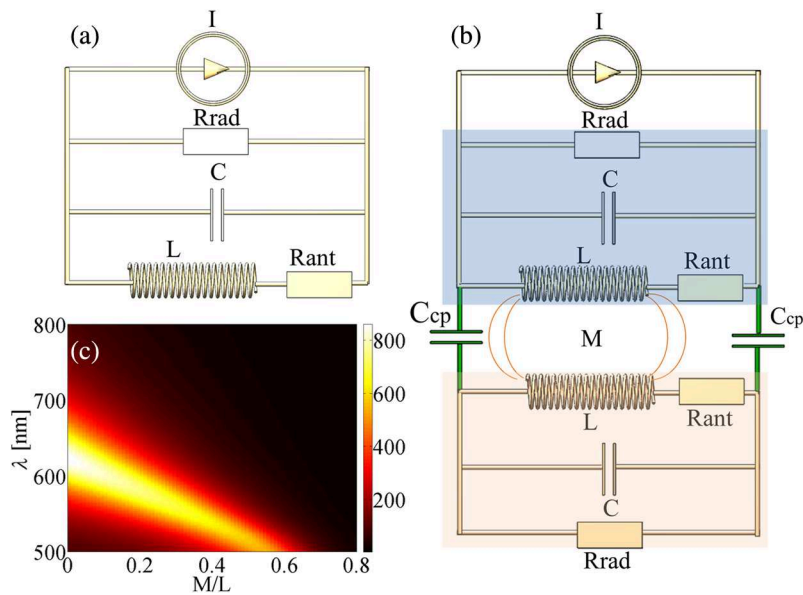 (a)
I
Rrad
C
L
Rant
(b)
I
Rrad
C
L
Rant
Ccp
Ccp
M
L
Rant
C
Rrad
(c)
800
700
600
500
λ [nm]
0
0.2
0.4
0.6
0.8
M/L
800
600
400
200